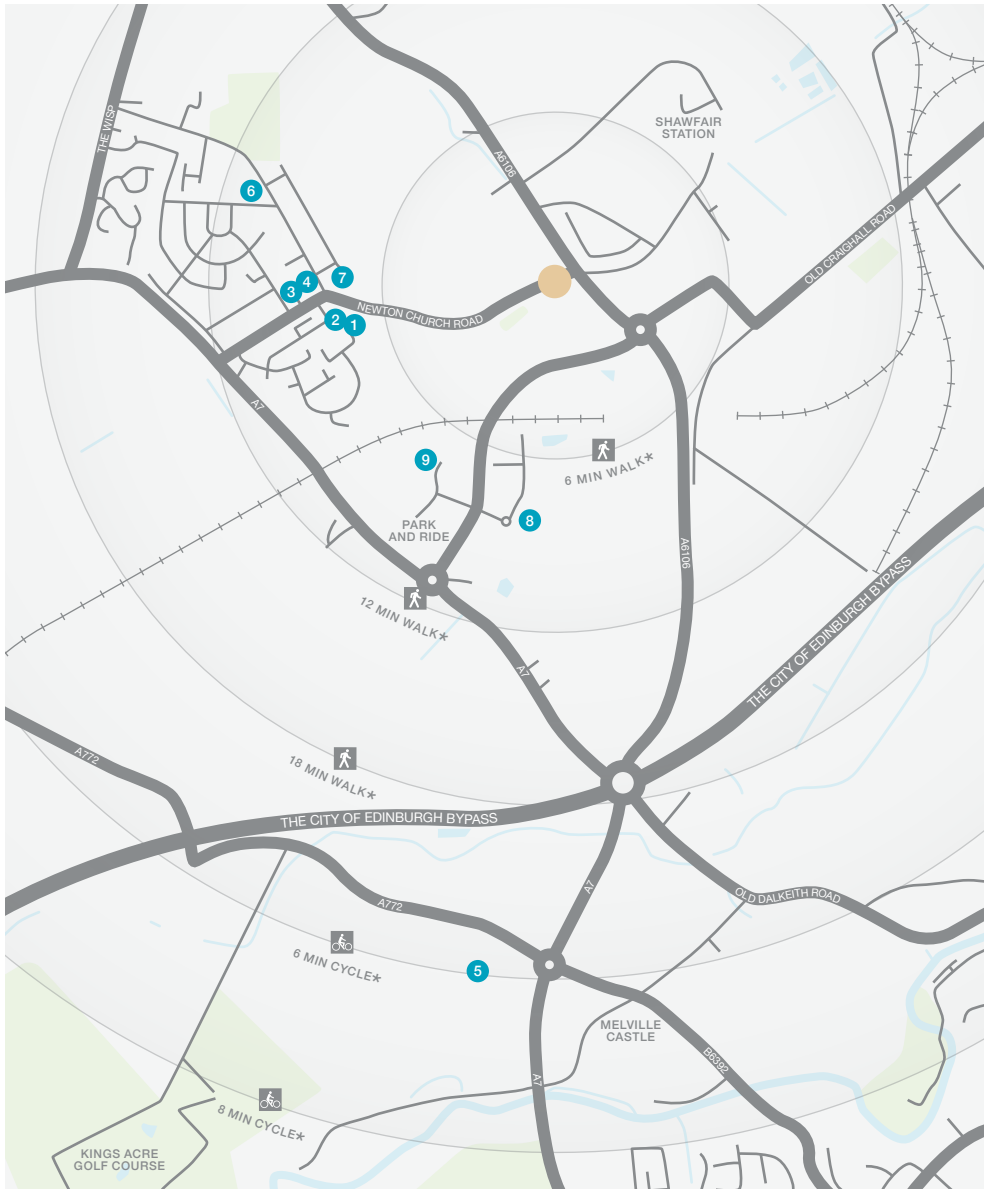 SHAWFAIR
STATION
THE WISP
A6106
6
OLD CRAIGHALL ROAD
7
4
3
NEWTON CHURCH ROAD
2
1
A7
9
6 MIN WALK*
8
PARK
AND RIDE
A6106
12 MIN WALK*
THE CITY OF EDINBURGH BYPASS
A7
A772
18 MIN WALK*
THE CITY OF EDINBURGH BYPASS
A7
OLD DALKEITH ROAD
A772
6 MIN CYCLE*
5
MELVILLE
CASTLE
B6392
A7
8 MIN CYCLE*
KINGS ACRE
GOLF COURSE